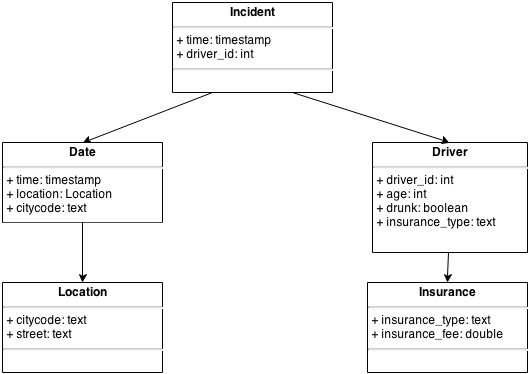 Incident
+ time: timestamp
+ driver_id: int
Date
+ time: timestamp
+ location: Location
+ citycode: text
Driver
+ driver_id: int
+ age: int
+ drunk: boolean
+ insurance_type: text
Location
+ citycode: text
+ street: text
Insurance
+ insurance_type: text
+ insurance_fee: double